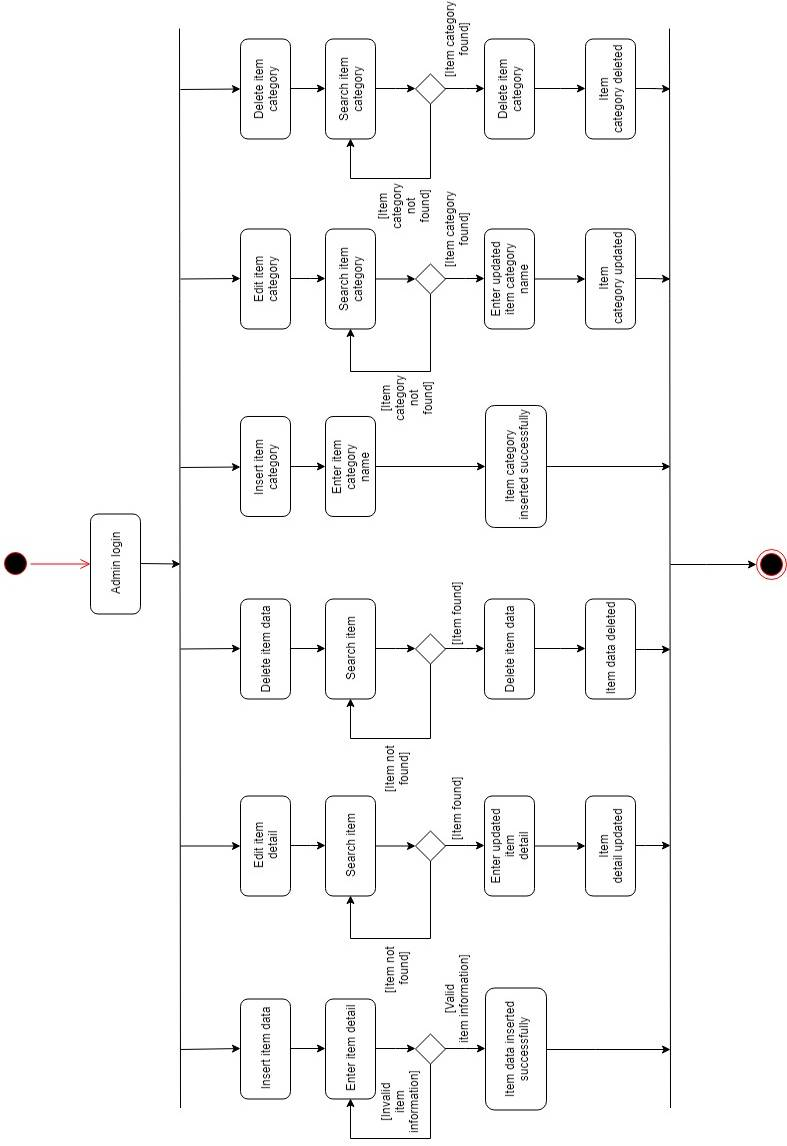 Admin login
Insert item data
Edit item
detail
Delete item data
Insert item
category
Edit item
category
Delete item
category
Enter item detail
Search item
Search item
Enter item
category
name
Search item
category
Search item
category
[Invalid
item
information]
[Item not
found]
[Item not
found]
[Item
category
not
found]
[Item
category
not
found]
[Valid
item information]
[Item found]
[Item found]
[Item category
found]
[Item category
found]
Item data inserted
successfully
Enter updated
item
detail
Delete item data
Item category
inserted successfully
Enter updated
item category
name
Delete item
category
Item
detail updated
Item data deleted
Item
category updated
Item
category deleted